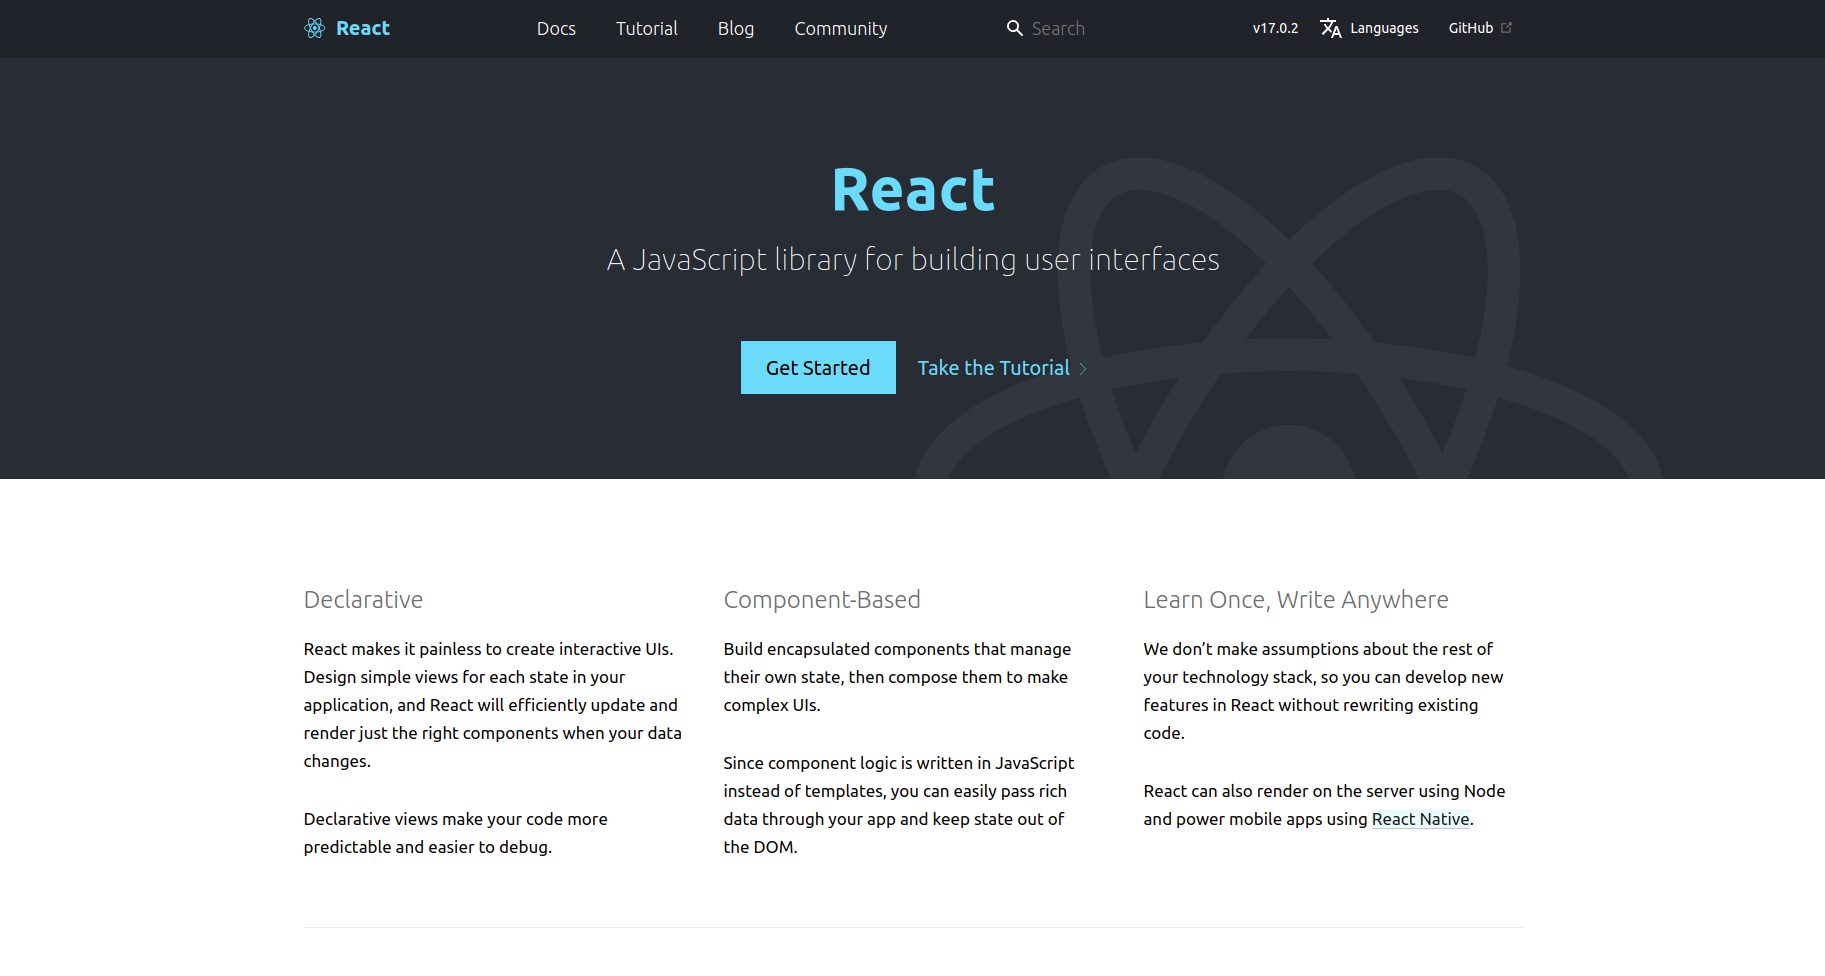 React Docs Tutorial Blog Community Search v17.0.2 Languages GitHub
React
A JavaScript library for building user interfaces
Get Started Take the Tutorial
Declarative
React makes it painless to create interactive UIs.
Design simple views for each state in your
application, and React will efficiently update and
render just the right components when your data
changes.
Declarative views make your code more
predictable and easier to debug.
Component-Based
Build encapsulated components that manage
their own state, then compose them to make
complex UIs.
Since component logic is written in JavaScript
instead of templates, you can easily pass rich
data through your app and keep state out of
the DOM.
Learn Once, Write Anywhere
We don’t make assumptions about the rest of
your technology stack, so you can develop new
features in React without rewriting existing
code.
React can also render on the server using Node
and power mobile apps using React Native.